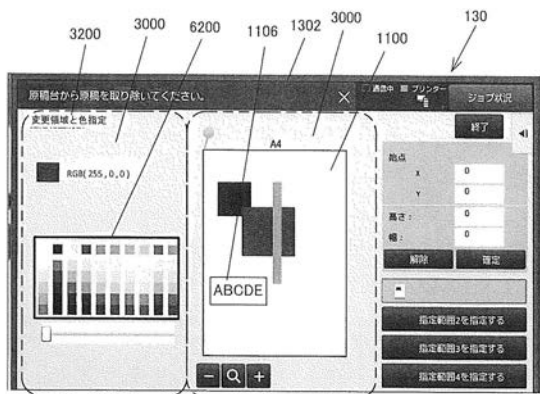 3200
3000
6200
1106
1302
3000
1100
130
原稿台から原稿を取り除いてください。
×
通信中
プリンター
ジョブ状況
変更領域と色指定
終了
A4
RGB(255,0,0)
始点
X 0
Y 0
高さ: 0
幅: 0
解除
確定
ABCDE
指定範囲2を指定する
指定範囲3を指定する
指定範囲4を指定する
− +